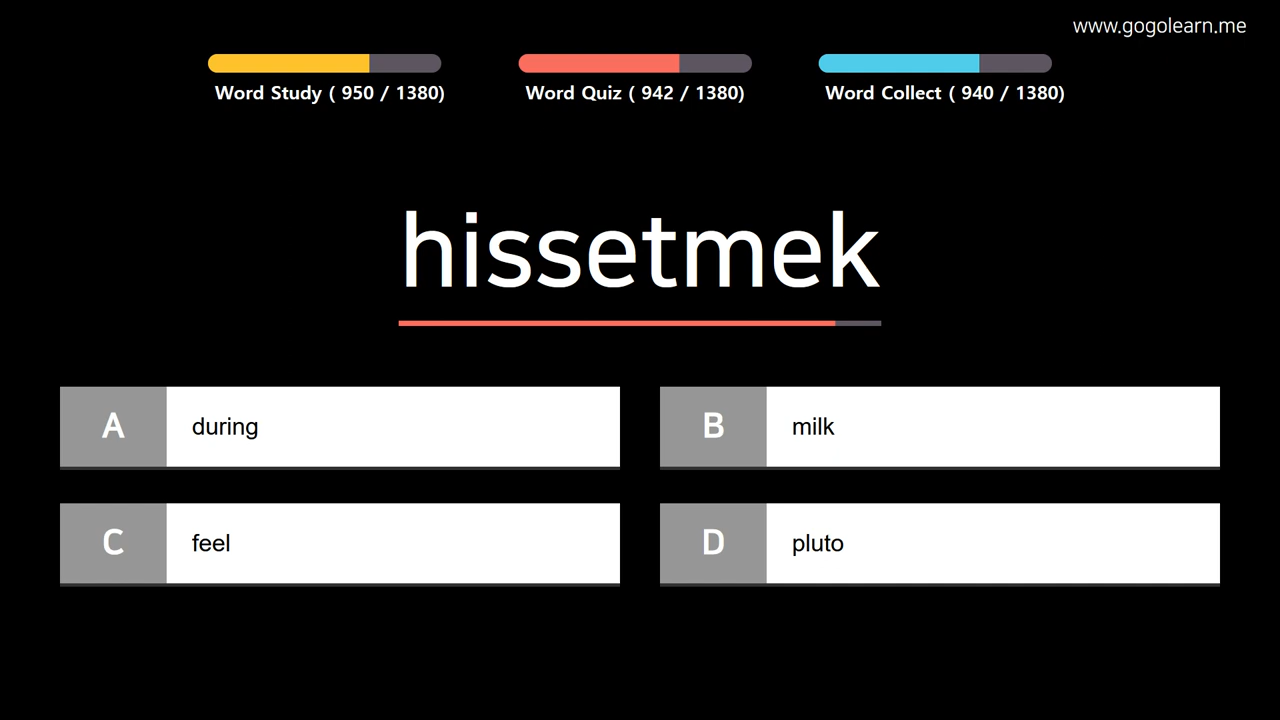 www.gogolearn.me
Word Study ( 950 / 1380)
Word Quiz ( 942 / 1380)
Word Collect ( 940 / 1380)
hissetmek
A during
B milk
C feel
D pluto